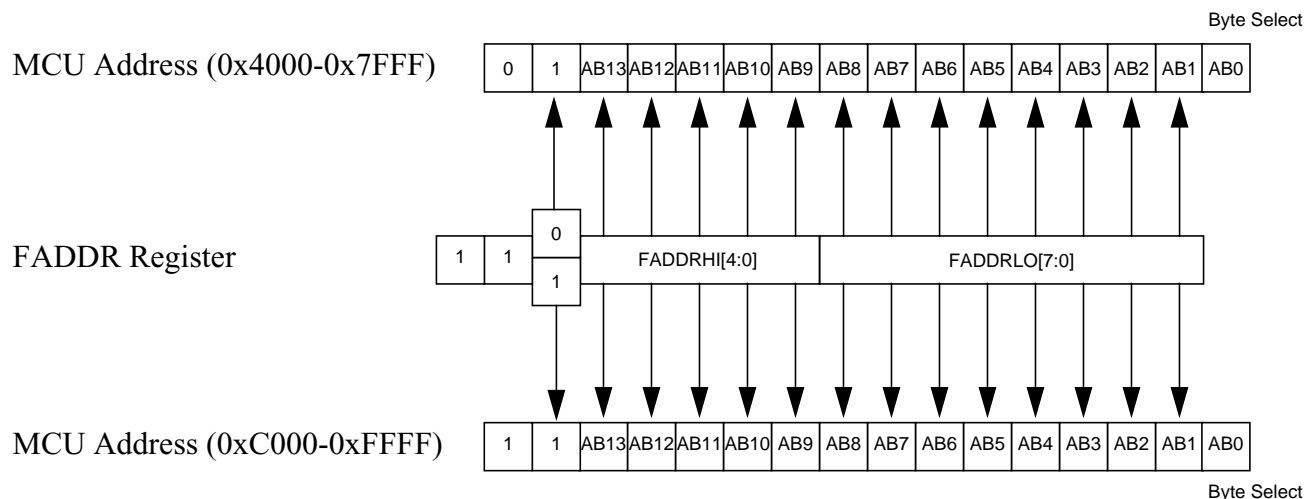 Byte Select
MCU Address (0x4000-0x7FFF) 0 1 AB13 AB12 AB11 AB10 AB9 AB8 AB7 AB6 AB5 AB4 AB3 AB2 AB1 AB0
0
FADDR Register 1 1 FADDRHI[4:0] FADDRLO[7:0]
1
MCU Address (0xC000-0xFFFF) 1 1 AB13 AB12 AB11 AB10 AB9 AB8 AB7 AB6 AB5 AB4 AB3 AB2 AB1 AB0
Byte Select